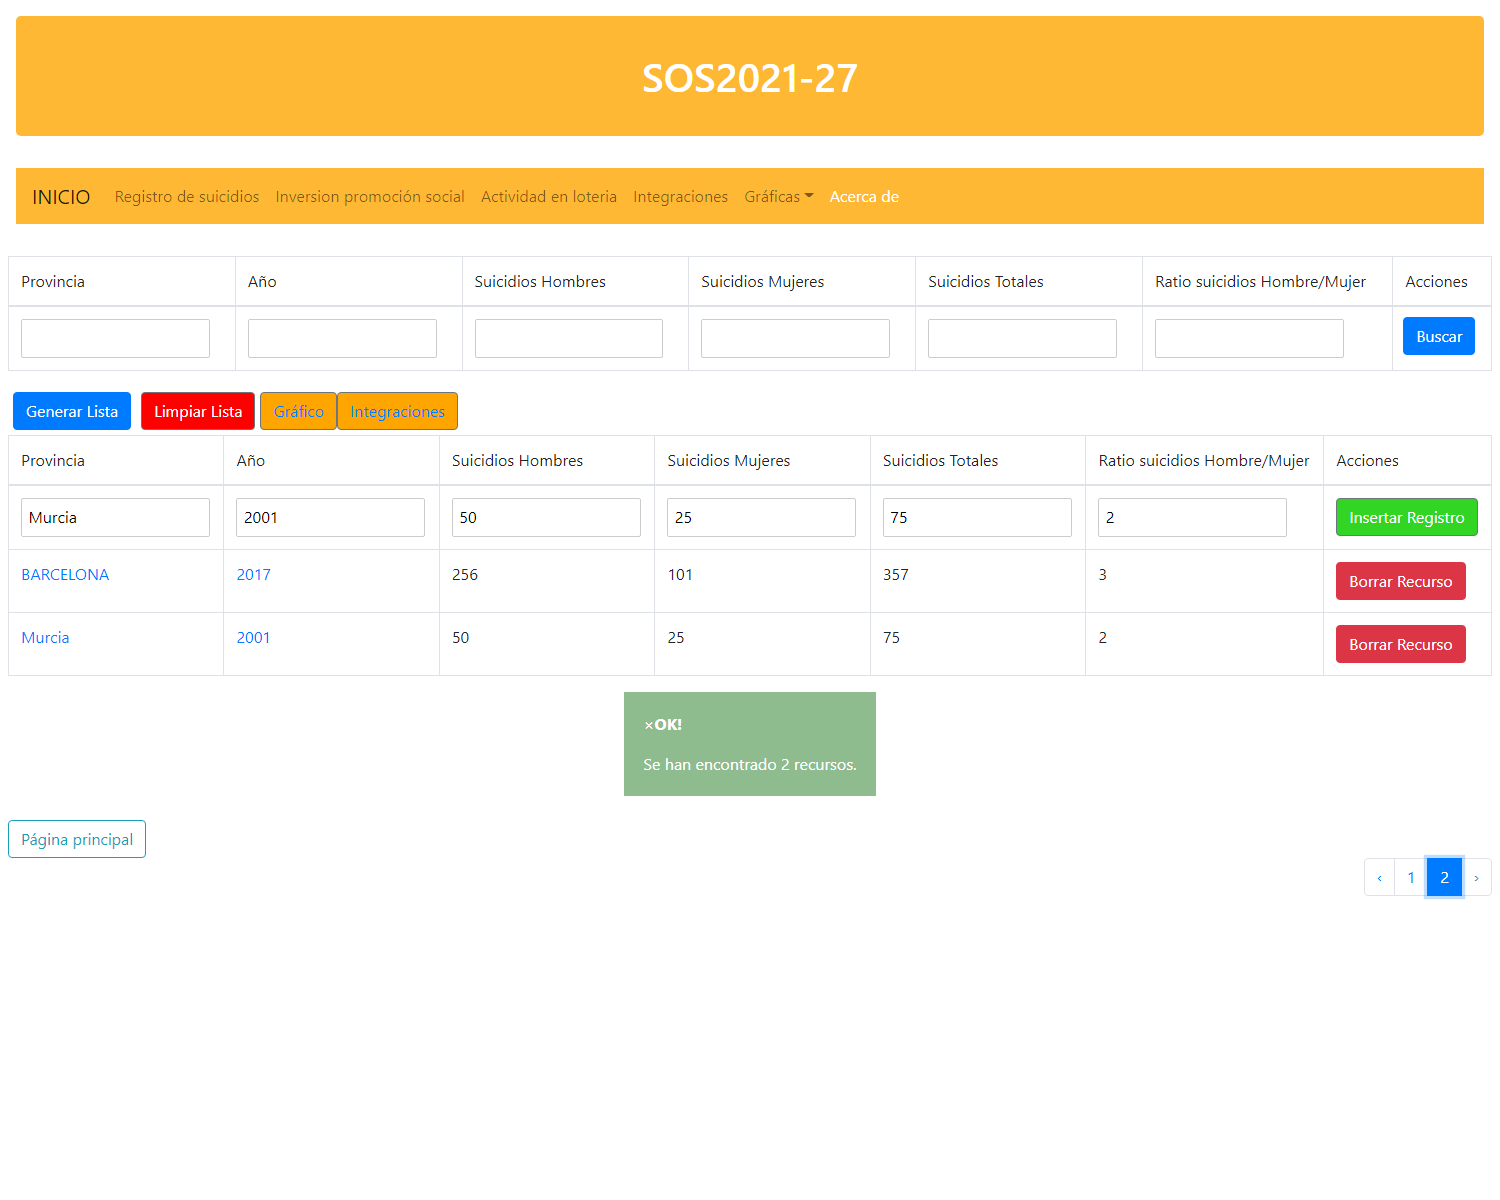 SOS2021-27
INICIO Registro de suicidios Inversion promoción social Actividad en loteria Integraciones Gráficas Acerca de
Provincia Año Suicidios Hombres Suicidios Mujeres Suicidios Totales Ratio suicidios Hombre/Mujer Acciones
Buscar
Generar Lista Limpiar Lista Gráfico Integraciones
Provincia Año Suicidios Hombres Suicidios Mujeres Suicidios Totales Ratio suicidios Hombre/Mujer Acciones
Murcia 2001 50 25 75 2 Insertar Registro
BARCELONA 2017 256 101 357 3 Borrar Recurso
Murcia 2001 50 25 75 2 Borrar Recurso
×OK!
Se han encontrado 2 recursos.
Página principal
‹ 1 2 ›